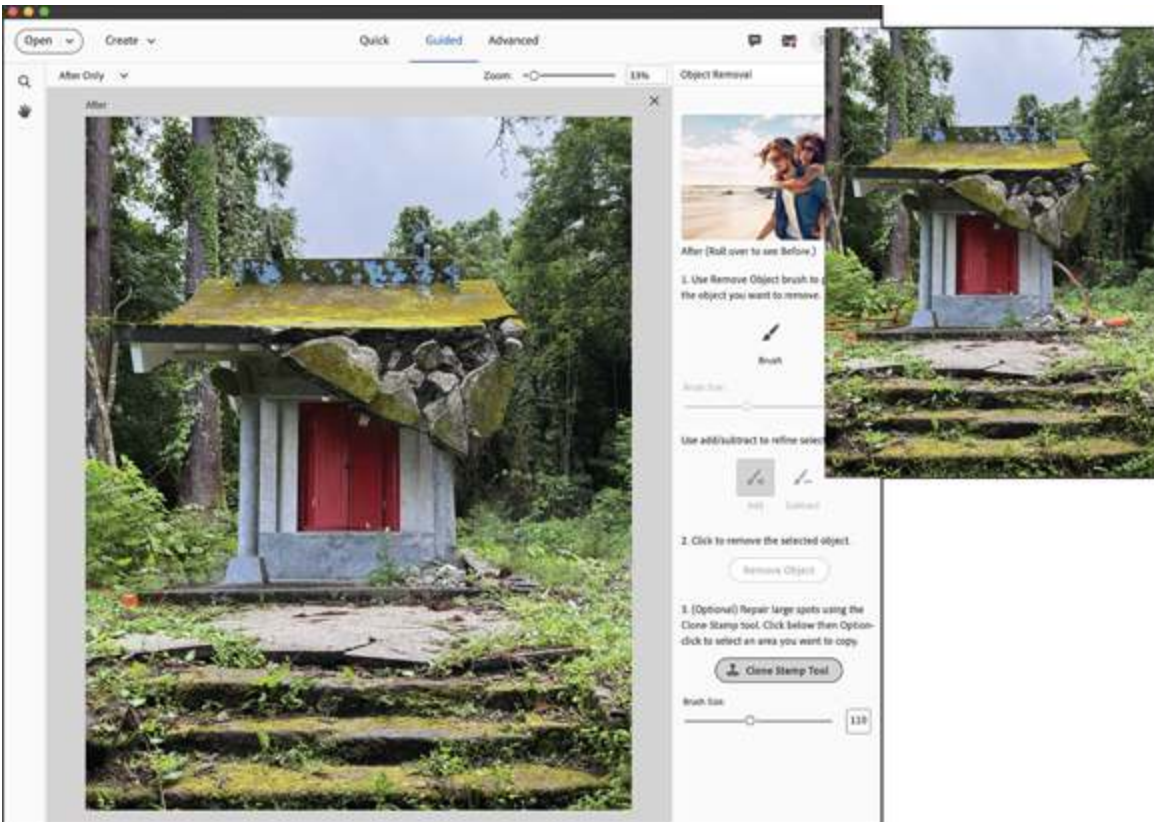 Open
Create
Quick
Guided
Advanced
After Only
Zoom:
13%
Object Removal
After
After (Roll over to see Before.)
1. Use Remove Object brush to
the object you want to remove.
Brush
Brush Size:
Use add/subtract to refine
Add
Subtract
2. Click to remove the selected object.
Remove Object
3. (Optional) Repair large spots using the
Clone Stamp tool. Click below then Option-
click to select an area you want to copy.
Clone Stamp Tool
Brush Size:
110